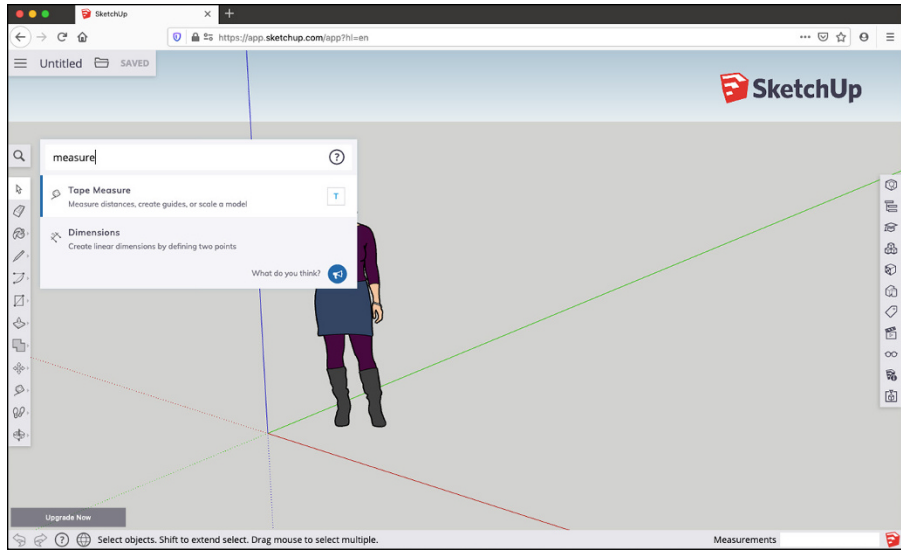 SketchUp
https://app.sketchup.com/app?hl=en
Untitled SAVED
SketchUp
measure
?
Tape Measure
Measure distances, create guides, or scale a model
T
Dimensions
Create linear dimensions by defining two points
What do you think?
Upgrade Now
? Select objects. Shift to extend select. Drag mouse to select multiple. Measurements